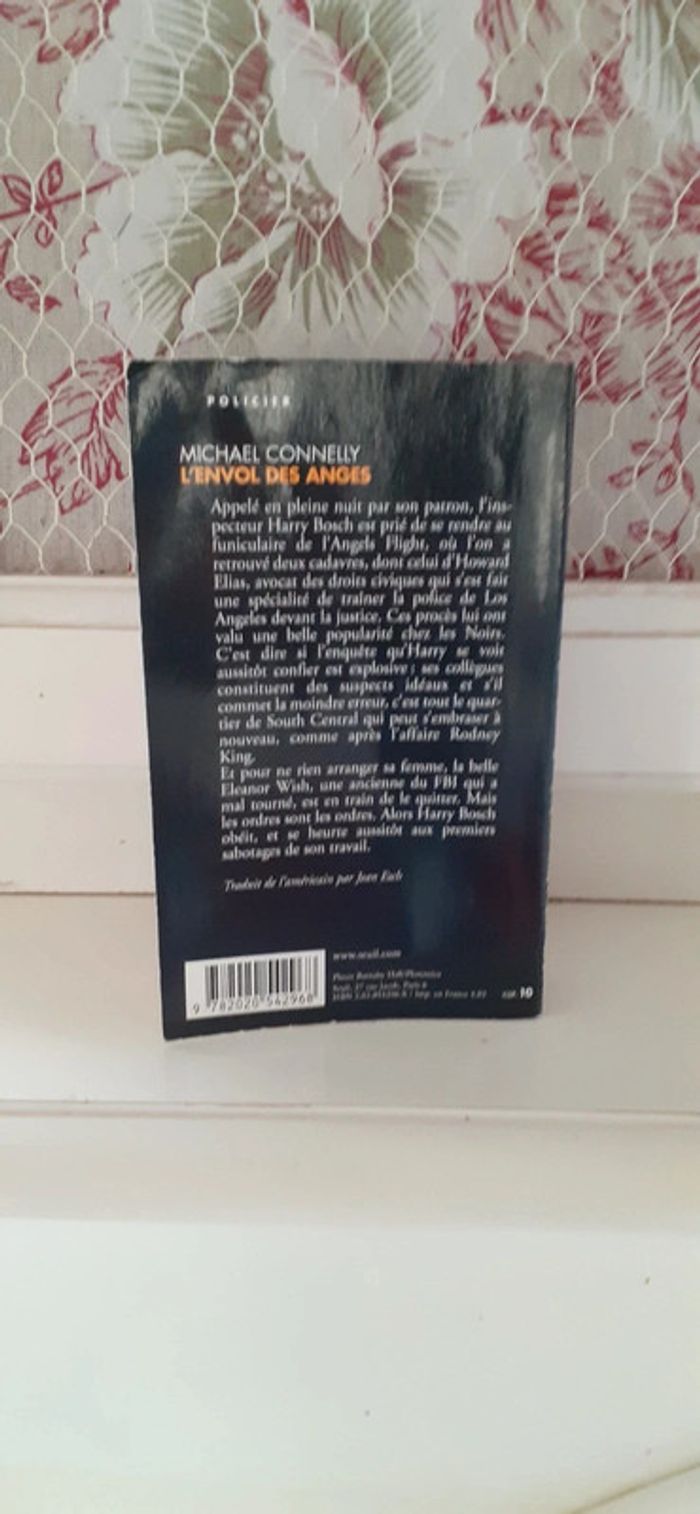 POLICIER
MICHAEL CONNELLY
L'ENVOL DES ANGES
Appelé en pleine nuit par son patron, l'ins-
pecteur Harry Bosch est prié de se rendre au
funiculaire de l'Angels Flight, où l'on a
retrouvé deux cadavres, dont celui d'Howard
Elias, avocat des droits civiques qui s'est fait
une spécialité de traîner la police de Los
Angeles devant la justice. Ces procès lui ont
valu une belle popularité chez les Noirs.
C'est dire si l'enquête qu'Harry se voit
aussitôt confier est explosive : ses collègues
constituent des suspects idéaux et s'il
commet la moindre erreur, c'est tout le quar-
tier de South Central qui peut s'embraser à
nouveau, comme après l'affaire Rodney
King.
Et pour ne rien arranger sa femme, la belle
Eleanor Wish, une ancienne du FBI qui a
mal tourné, est en train de le quitter. Mais
les ordres sont les ordres. Alors Harry Bosch
obéit, et se heurte aussitôt aux premiers
sabotages de son travail.
Traduit de l'américain par Jean Esch
www.seuil.com
Seuil, 27 rue Jacob, Paris 6
9 782020 542968
10